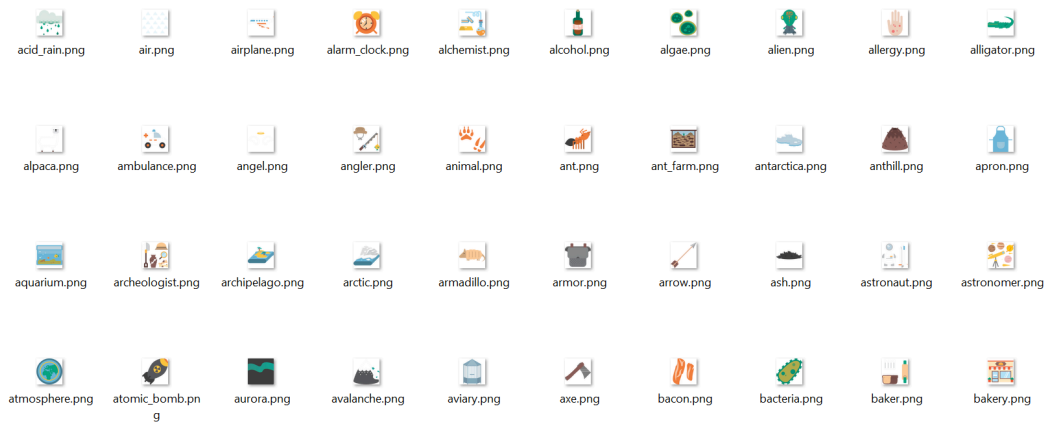 acid_rain.png air.png airplane.png alarm_clock.png alchemist.png alcohol.png algae.png alien.png allergy.png alligator.png
alpaca.png ambulance.png angel.png angler.png animal.png ant.png ant_farm.png antarctica.png anthill.png apron.png
aquarium.png archeologist.png archipelago.png arctic.png armadillo.png armor.png arrow.png ash.png astronaut.png astronomer.png
atmosphere.png atomic_bomb.pn aurora.png avalanche.png aviary.png axe.png bacon.png bacteria.png baker.png bakery.png
g